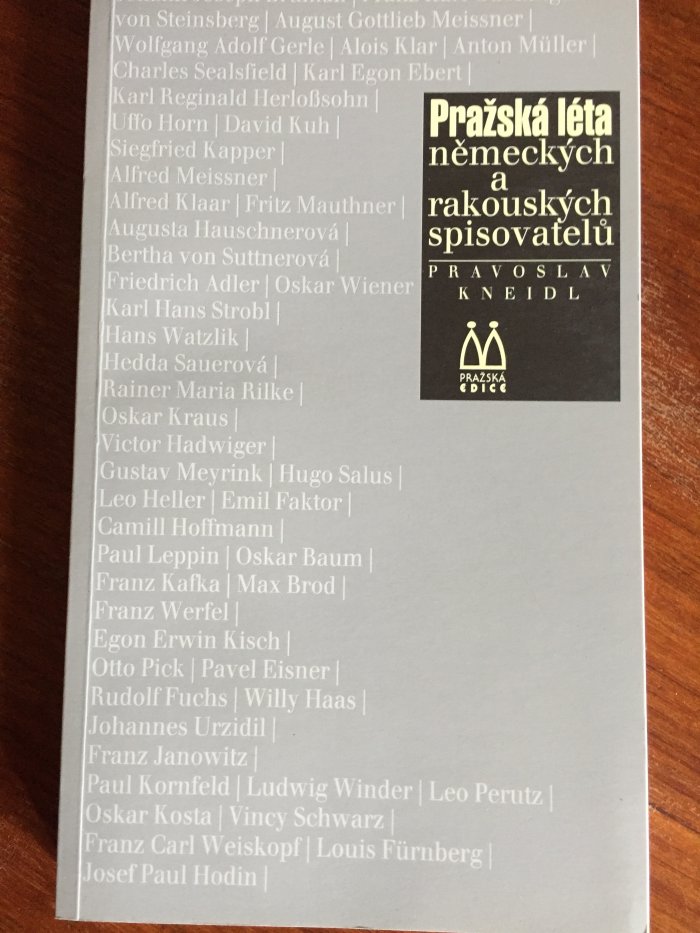 von Steinsberg | August Gottlieb Meissner |
Wolfgang Adolf Gerle | Alois Klar | Anton Müller |
Charles Sealsfield | Karl Egon Ebert |
Karl Reginald Herloßsohn |
Uffo Horn | David Kuh |
Siegfried Kapper |
Alfred Meissner |
Alfred Klaar | Fritz Mauthner |
Augusta Hauschnerová |
Bertha von Suttnerová |
Friedrich Adler | Oskar Wiener
Karl Hans Strobl |
Hans Watzlik |
Hedda Sauerová |
Rainer Maria Rilke |
Oskar Kraus |
Victor Hadwiger |
Gustav Meyrink | Hugo Salus |
Leo Heller | Emil Faktor |
Camill Hoffmann |
Paul Leppin | Oskar Baum |
Franz Kafka | Max Brod |
Franz Werfel |
Egon Erwin Kisch |
Otto Pick | Pavel Eisner |
Rudolf Fuchs | Willy Haas |
Johannes Urzidil |
Franz Janowitz |
Paul Kornfeld | Ludwig Winder | Leo Perutz |
Oskar Kosta | Vincy Schwarz |
Franz Carl Weiskopf | Louis Fürnberg |
Josef Paul Hodin |
Pražská léta
německých
a
rakouských
spisovatelů
PRAVOSLAV
KNEIDL
PRAŽSKÁ
EDICE